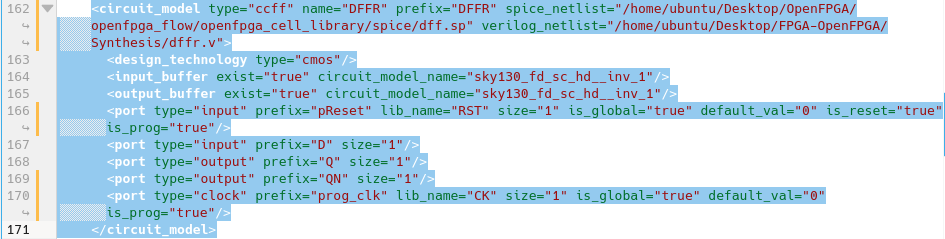 162 <circuit_model type="ccff" name="DFFR" prefix="DFFR" spice_netlist="/home/ubuntu/Desktop/OpenFPGA/
openfpga_flow/openfpga_cell_library/spice/dff.sp" verilog_netlist="/home/ubuntu/Desktop/FPGA-OpenFPGA/
Synthesis/dffr.v">
163 <design_technology type="cmos"/>
164 <input_buffer exist="true" circuit_model_name="sky130_fd_sc_hd__inv_1"/>
165 <output_buffer exist="true" circuit_model_name="sky130_fd_sc_hd__inv_1"/>
166 <port type="input" prefix="pReset" lib_name="RST" size="1" is_global="true" default_val="0" is_reset="true"
is_prog="true"/>
167 <port type="input" prefix="D" size="1"/>
168 <port type="output" prefix="Q" size="1"/>
169 <port type="output" prefix="QN" size="1"/>
170 <port type="clock" prefix="prog_clk" lib_name="CK" size="1" is_global="true" default_val="0"
is_prog="true"/>
171 </circuit_model>